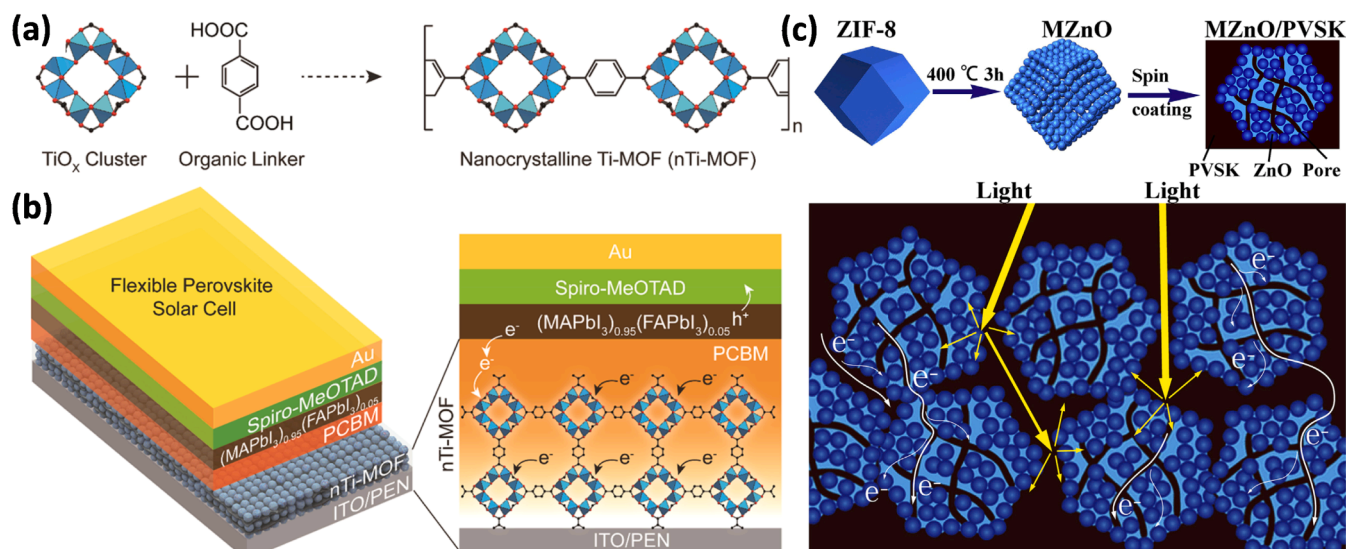 (a)
HOOC
COOH
n
TiOₓ Cluster
Organic Linker
Nanocrystalline Ti-MOF (nTi-MOF)
(b)
Flexible Perovskite
Solar Cell
Au
Spiro-MeOTAD
(MAPbI₃)₀.₉₅(FAPbI₃)₀.₀₅
PCBM
nTi-MOF
ITO/PEN
Au
Spiro-MeOTAD
(MAPbI₃)₀.₉₅(FAPbI₃)₀.₀₅
h⁺
e⁻
PCBM
e⁻
e⁻
e⁻
e⁻
e⁻
nTi-MOF
ITO/PEN
(c)
ZIF-8
MZnO
MZnO/PVSK
400 ℃ 3h
Spin
coating
PVSK
ZnO
Pore
Light
Light
e⁻
e⁻
e⁻
e⁻
e⁻
e⁻
e⁻
e⁻
e⁻
e⁻